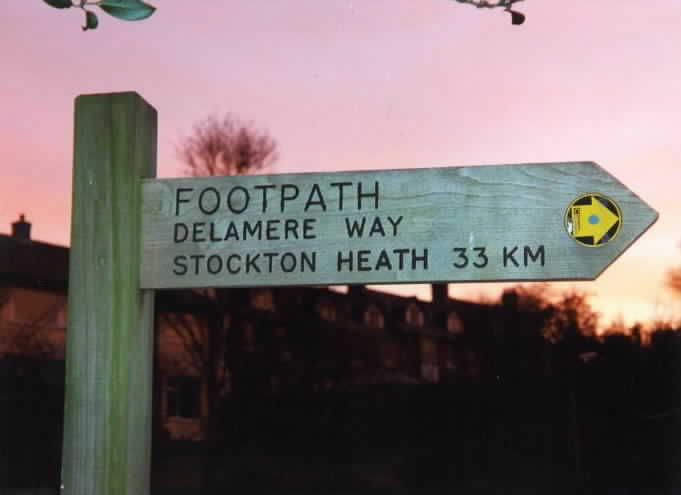 FOOTPATH
DELAMERE WAY
STOCKTON HEATH 33 KM